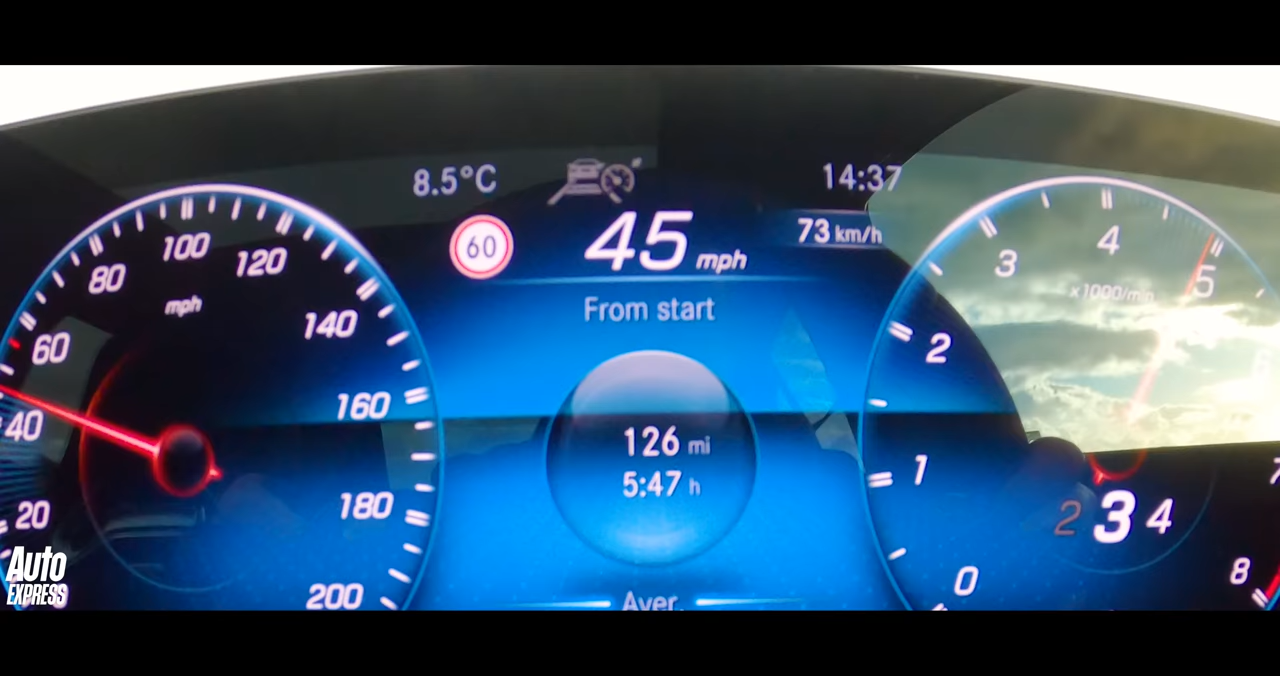 8.5°C
14:37
60
45 mph
73 km/h
From start
126 mi
5:47 h
Aver.
20
40
60
80
100
120
140
160
180
200
mph
0
1
2
3
4
5
x1000/min
7
8
2 3 4
Auto
EXPRESS